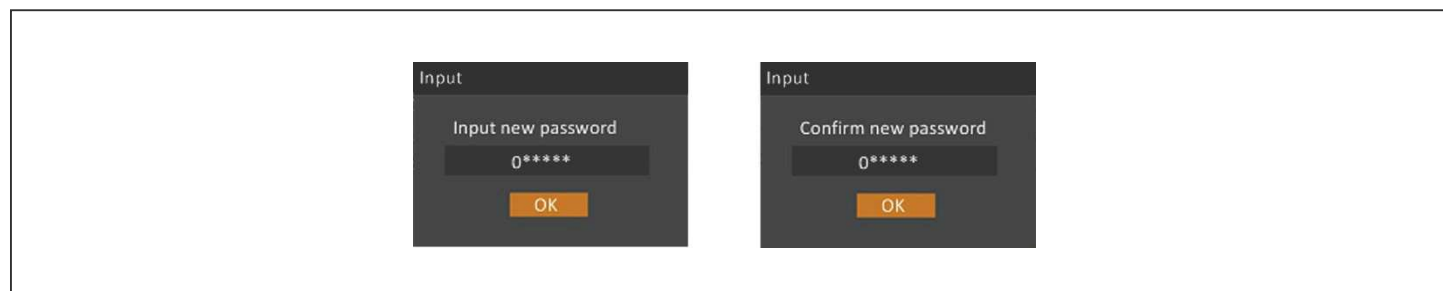 Input
Input new password
0*****
OK
Input
Confirm new password
0*****
OK